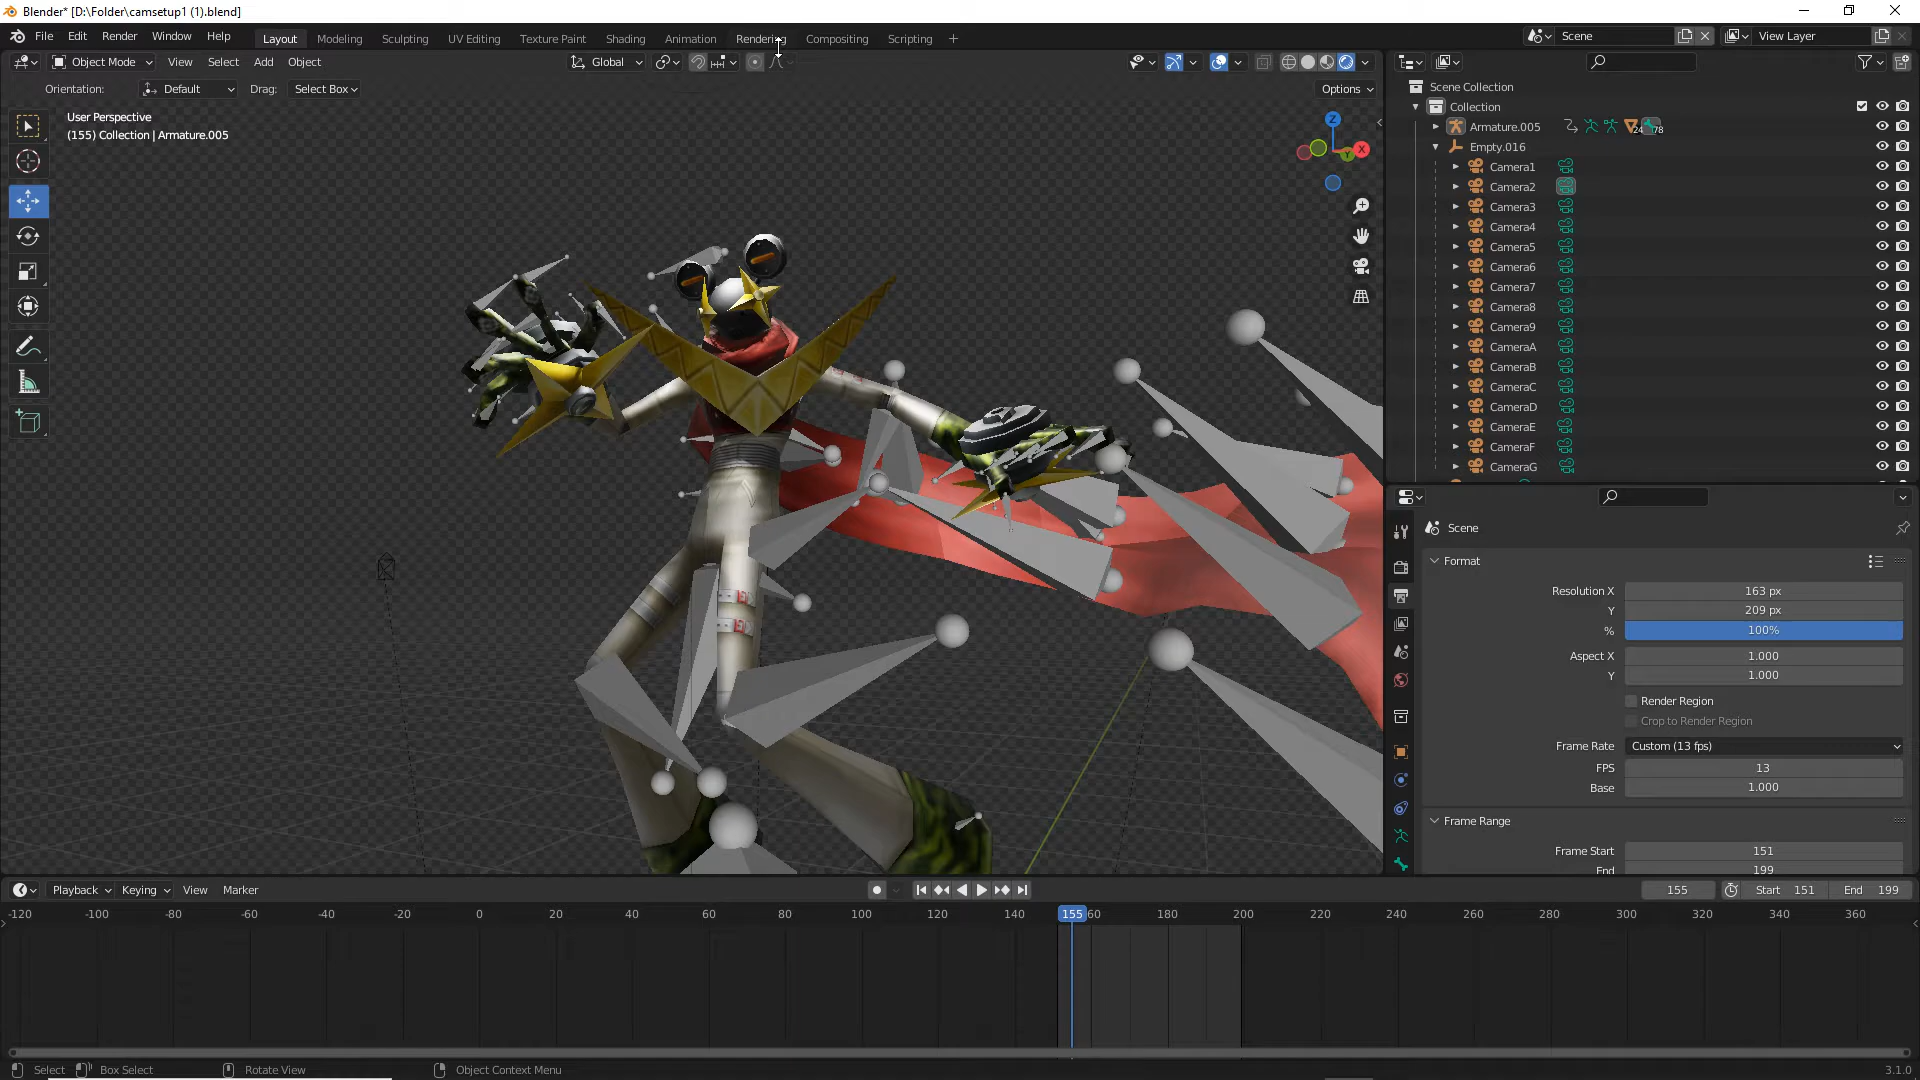 Blender* [D:\Folder\camsetup1 (1).blend]
File Edit Render Window Help
Layout Modeling Sculpting UV Editing Texture Paint Shading Animation Rendering Compositing Scripting +
Scene
View Layer
Object Mode View Select Add Object
Global
Orientation: Default Drag: Select Box
Options
User Perspective
(155) Collection | Armature.005
Z
X
Y
Scene Collection
Collection
Armature.005 24 78
Empty.016
Camera1
Camera2
Camera3
Camera4
Camera5
Camera6
Camera7
Camera8
Camera9
CameraA
CameraB
CameraC
CameraD
CameraE
CameraF
CameraG
Scene
Format
Resolution X 163 px
Y 209 px
% 100%
Aspect X 1.000
Y 1.000
Render Region
Crop to Render Region
Frame Rate Custom (13 fps)
FPS 13
Base 1.000
Frame Range
Frame Start 151
End 199
Playback Keying View Marker
155 Start 151 End 199
-120 -100 -80 -60 -40 -20 0 20 40 60 80 100 120 140 155 60 180 200 220 240 260 280 300 320 340 360
Select Box Select Rotate View Object Context Menu
3.1.0